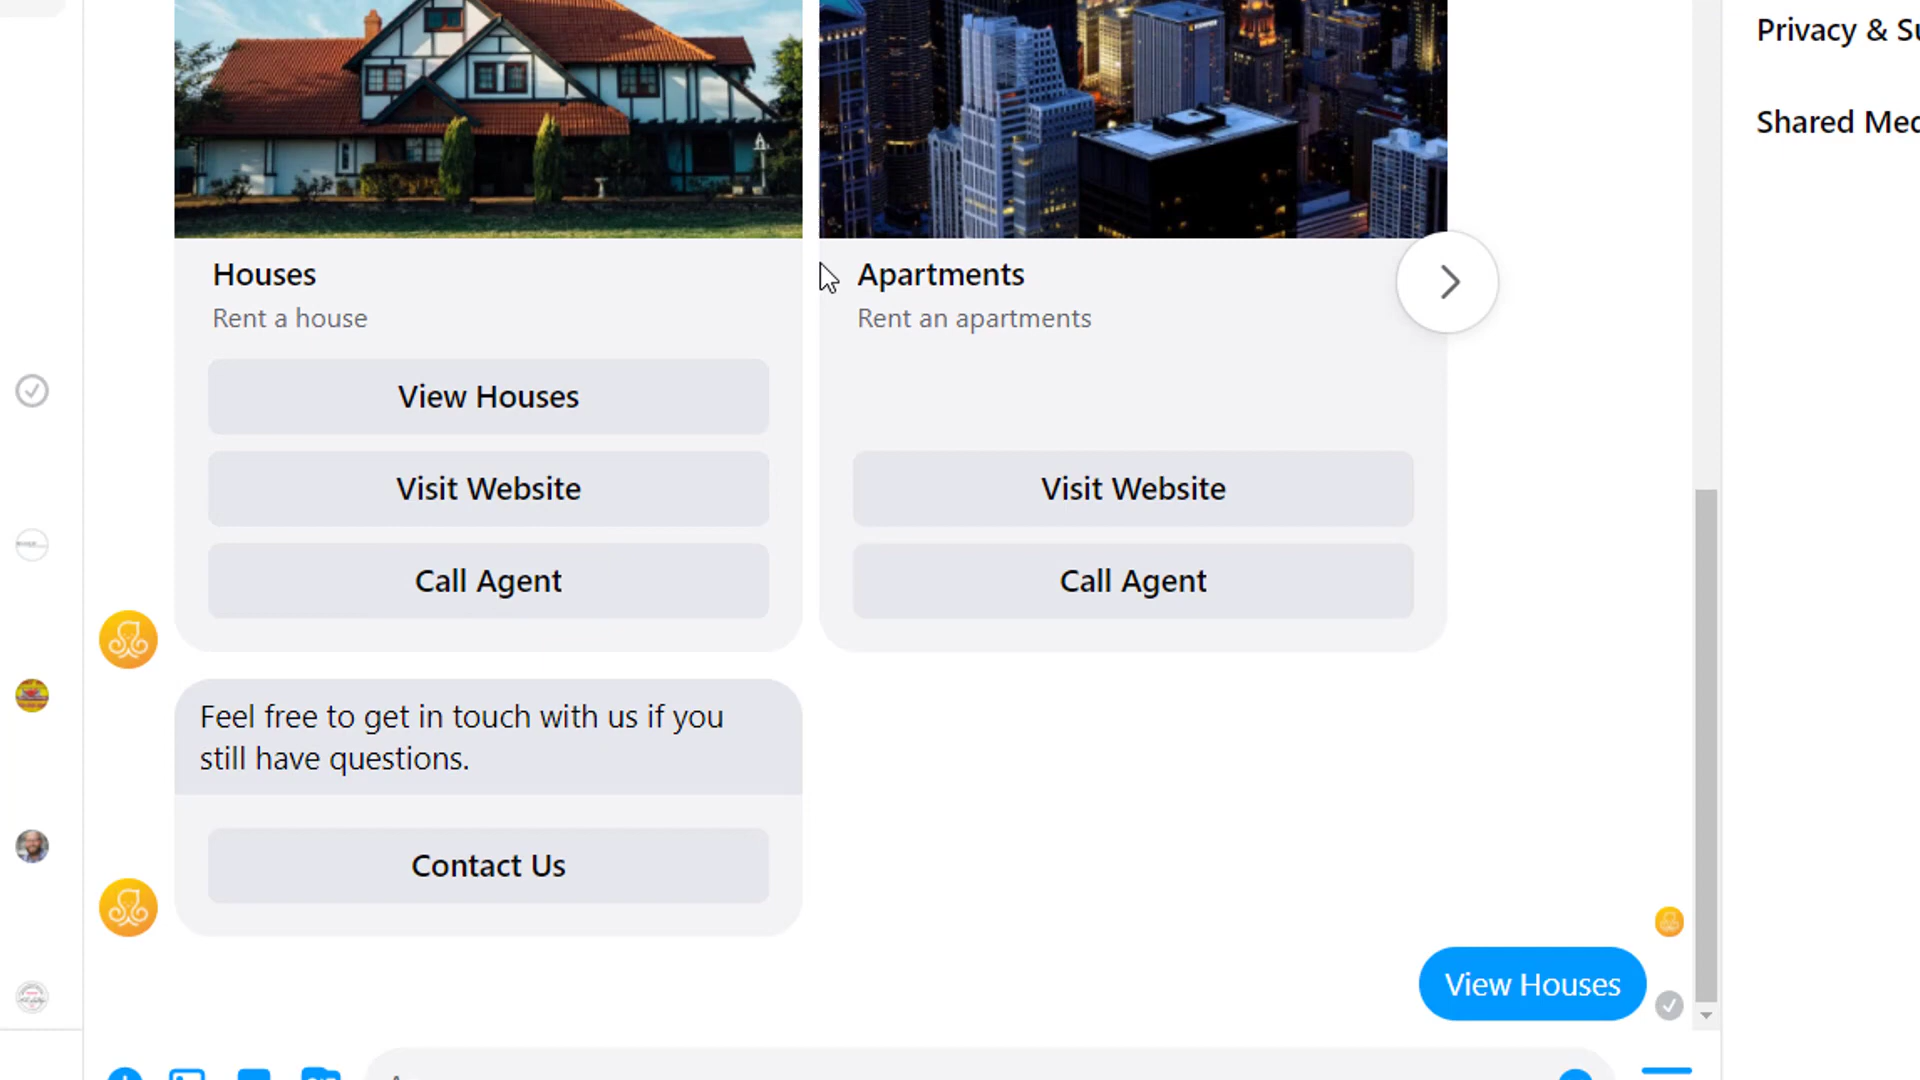 Privacy & Su
Shared Med
Houses
Rent a house
View Houses
Visit Website
Call Agent
Apartments
Rent an apartments
Visit Website
Call Agent
Feel free to get in touch with us if you
still have questions.
Contact Us
View Houses